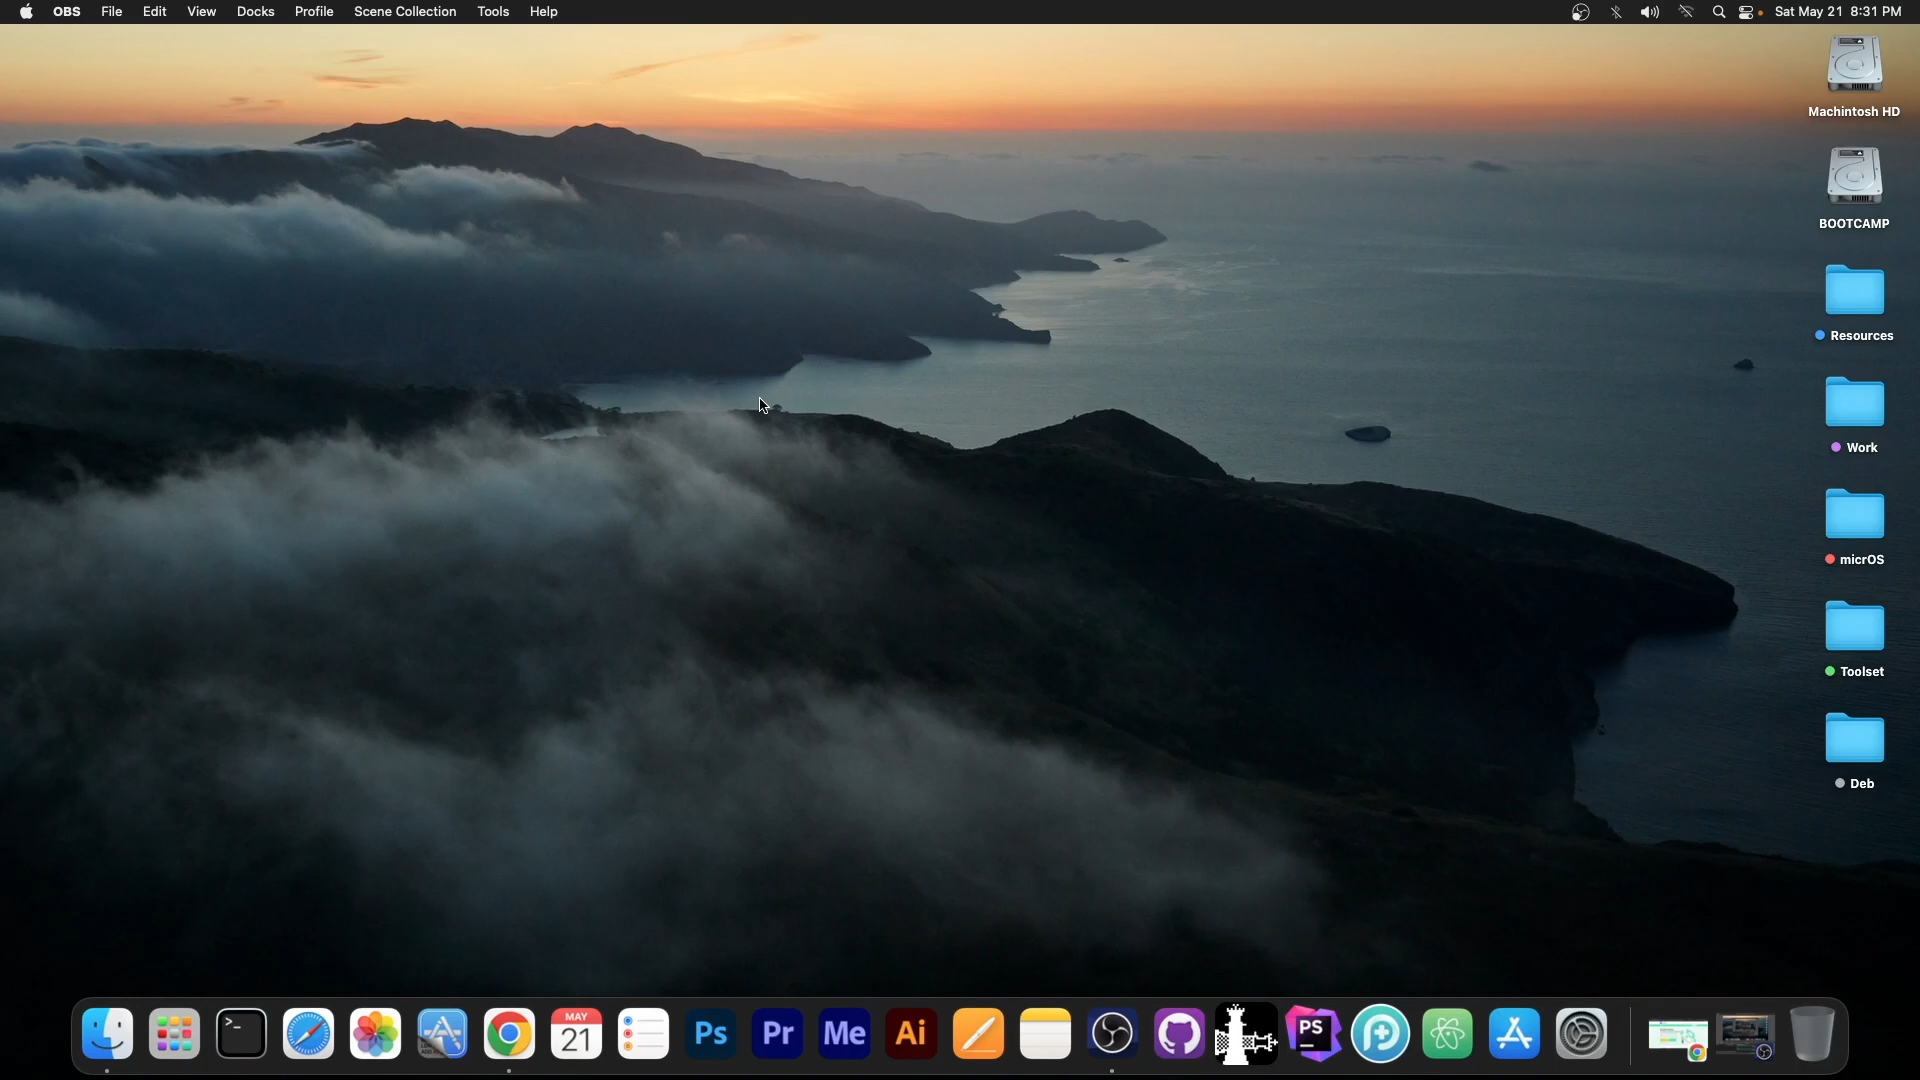 OBS File Edit View Docks Profile Scene Collection Tools Help Sat May 21 8:31 PM
Machintosh HD
BOOTCAMP
Resources
Work
micrOS
Toolset
Deb
>_ MAY 21 Ps Pr Me Ai PS